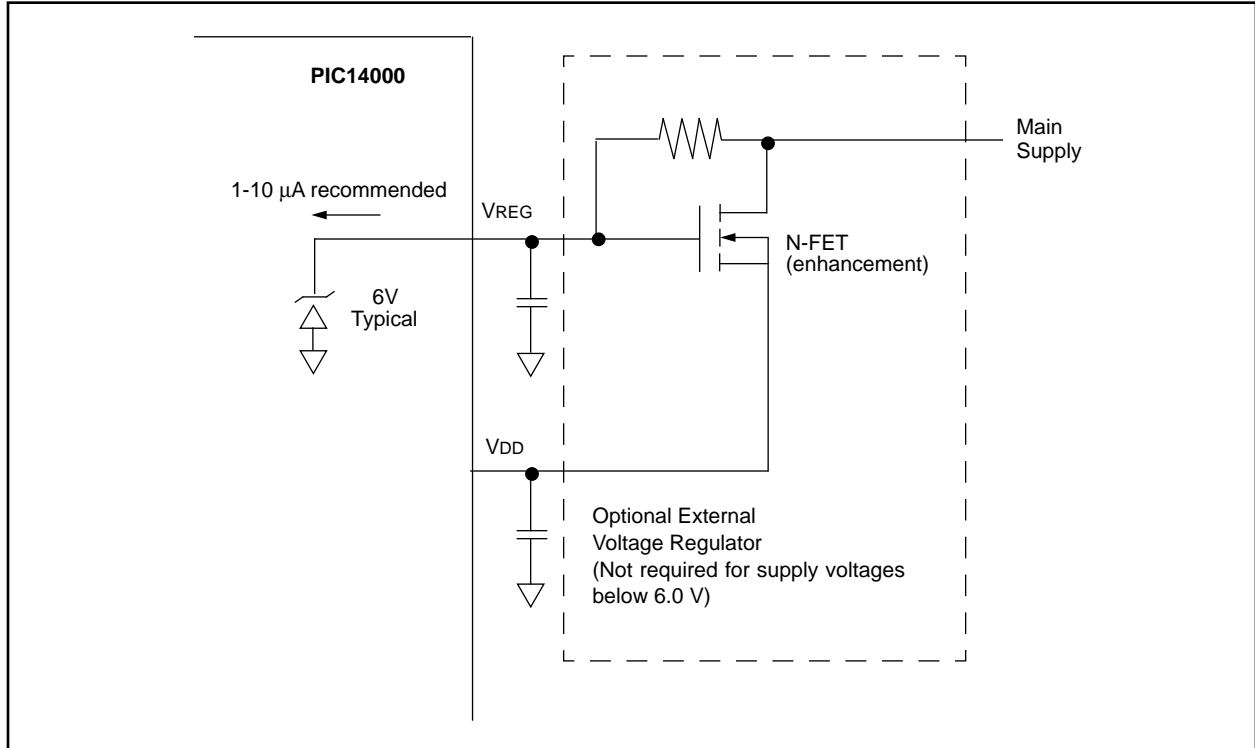 PIC14000
Main
Supply
1-10 μA recommended
VREG
N-FET
(enhancement)
6V
Typical
VDD
Optional External
Voltage Regulator
(Not required for supply voltages
below 6.0 V)